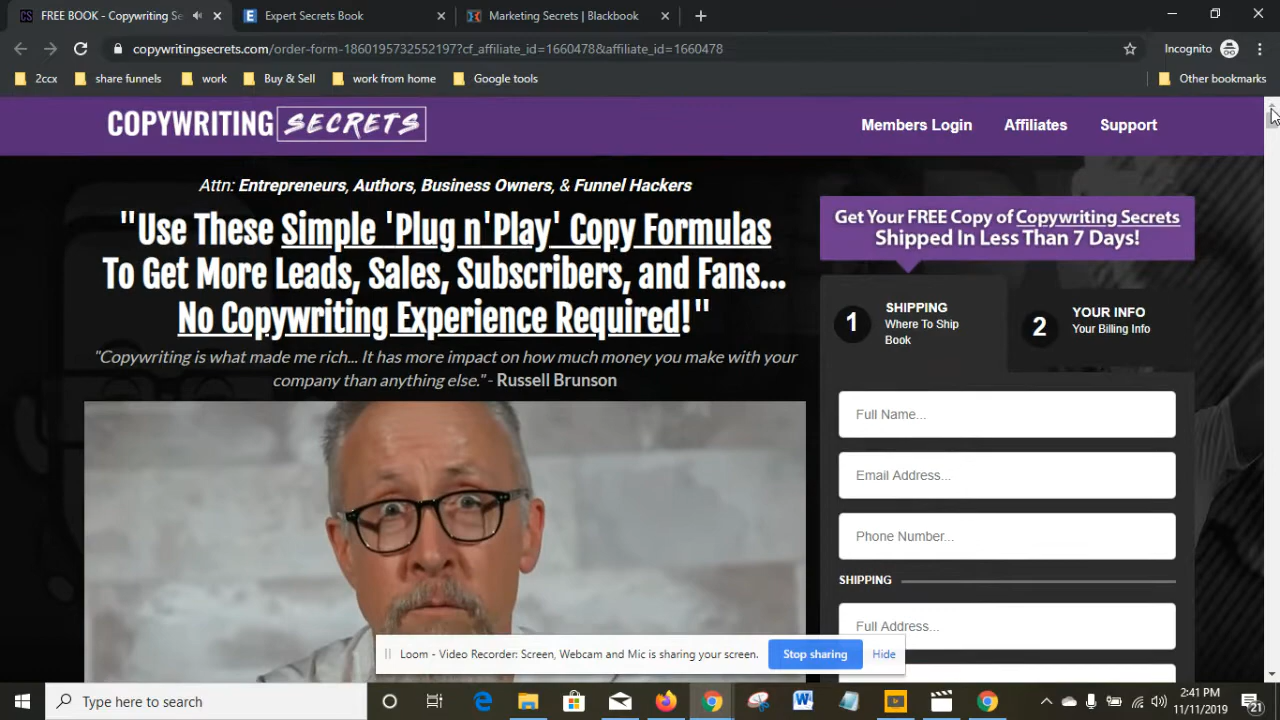 FREE BOOK - Copywriting Se
Expert Secrets Book
Marketing Secrets | Blackbook
copywritingsecrets.com/order-form-18601957325521​97?cf_affiliate_id=1660478&affiliate_id=1660478
Incognito
2ccx
share funnels
work
Buy & Sell
work from home
Google tools
Other bookmarks
COPYWRITING SECRETS
Members Login
Affiliates
Support
Attn: Entrepreneurs, Authors, Business Owners, & Funnel Hackers
"Use These Simple 'Plug n'Play' Copy Formulas
To Get More Leads, Sales, Subscribers, and Fans...
No Copywriting Experience Required!"
"Copywriting is what made me rich... It has more impact on how much money you make with your
company than anything else." - Russell Brunson
Get Your FREE Copy of Copywriting Secrets
Shipped In Less Than 7 Days!
1
SHIPPING
Where To Ship
Book
2
YOUR INFO
Your Billing Info
Full Name...
Email Address...
Phone Number...
SHIPPING
Full Address...
Loom - Video Recorder: Screen, Webcam and Mic is sharing your screen.
Stop sharing
Hide
Type here to search
2:41 PM
11/11/2019
21